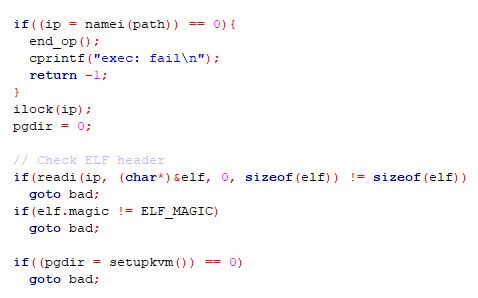 if((ip = namei(path)) == 0){
end_op();
cprintf("exec: fail\n");
return -1;
}
ilock(ip);
pgdir = 0;
// Check ELF header
if(readi(ip, (char*)&elf, 0, sizeof(elf)) != sizeof(elf))
goto bad;
if(elf.magic != ELF_MAGIC)
goto bad;
if((pgdir = setupkvm()) == 0)
goto bad;